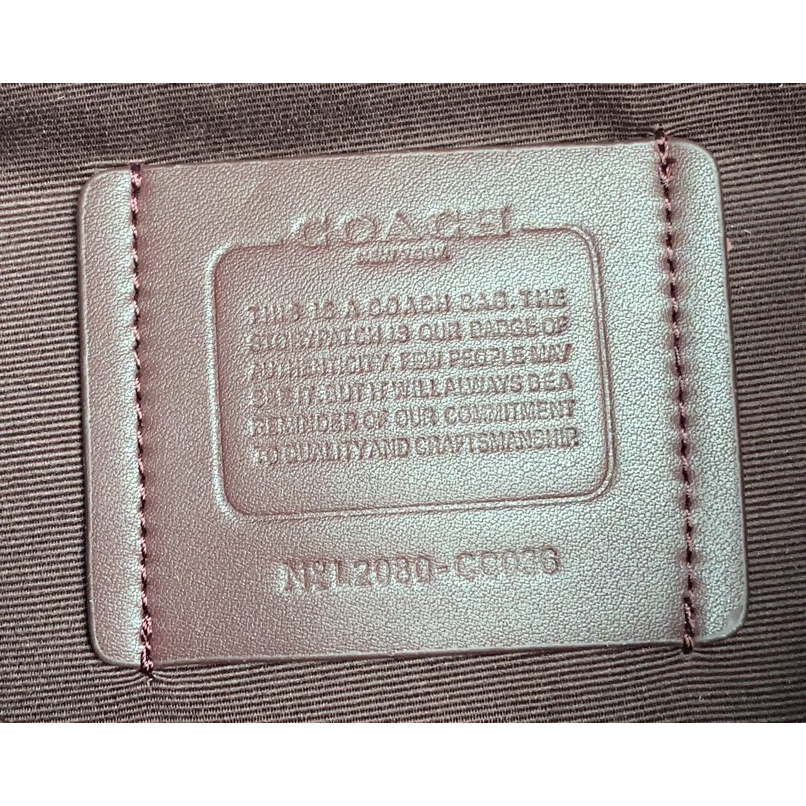 COACH
NEW YORK
THIS IS A COACH BAG. THE
STORYPATCH IS OUR BADGE OF
AUTHENTICITY. FEW PEOPLE MAY
SEE IT. BUT IT WILL ALWAYS BE A
REMINDER OF OUR COMMITMENT
TO QUALITY AND CRAFTSMANSHIP.